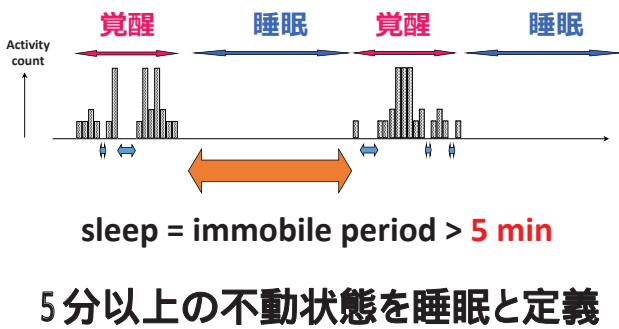 覚醒 睡眠 覚醒 睡眠
Activity
count
sleep = immobile period > 5 min
5分以上の不動状態を睡眠と定義